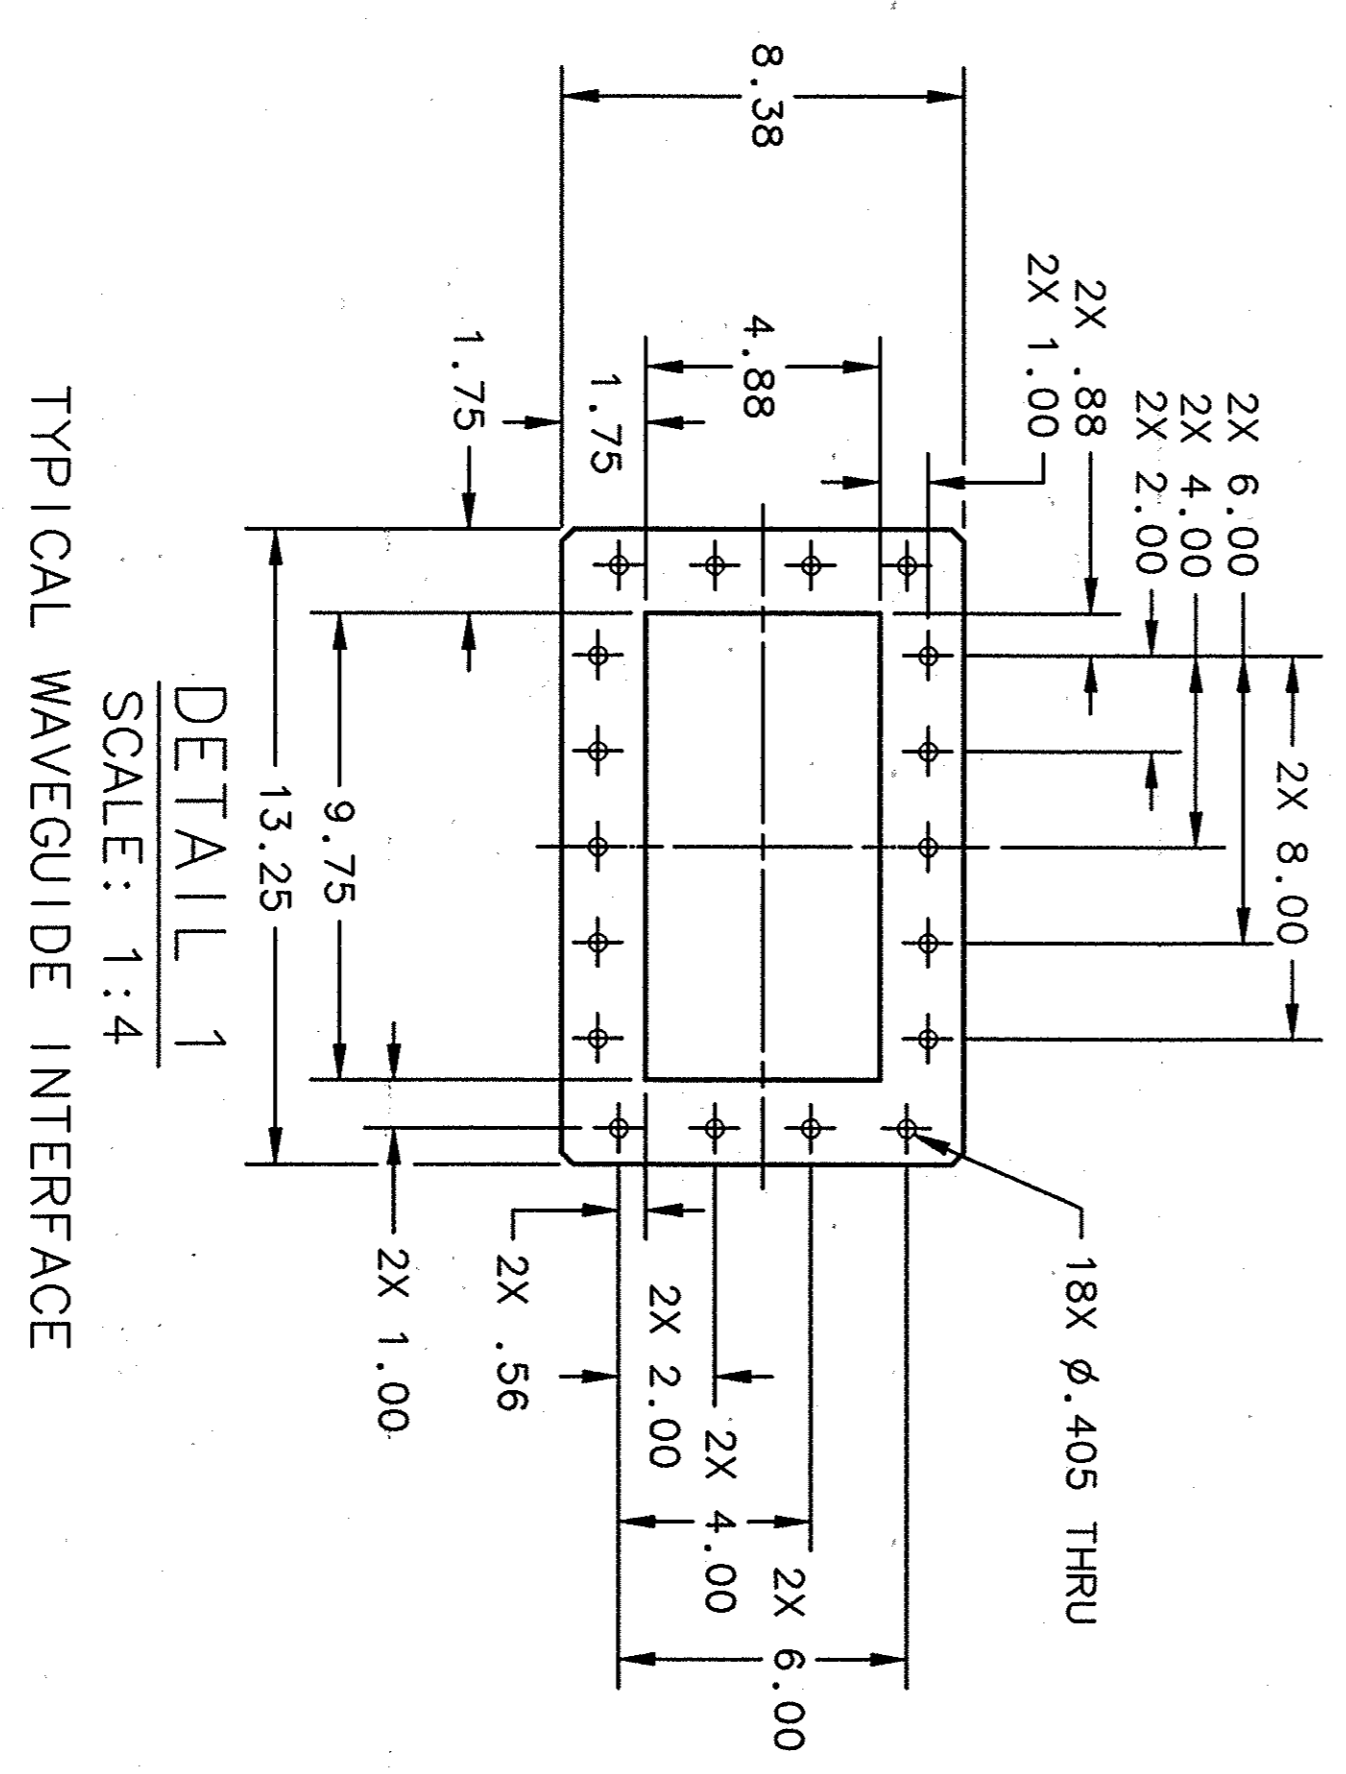 2X 6.00
2X 4.00
2X 2.00
2X .88
2X 1.00
2X 8.00
8.38
4.88
1.75
1.75
18X Ø.405 THRU
2X 6.00
2X 4.00
2X 2.00
2X .56
2X 1.00
9.75
13.25
DETAIL 1
SCALE: 1:4
TYPICAL WAVEGUIDE INTERFACE